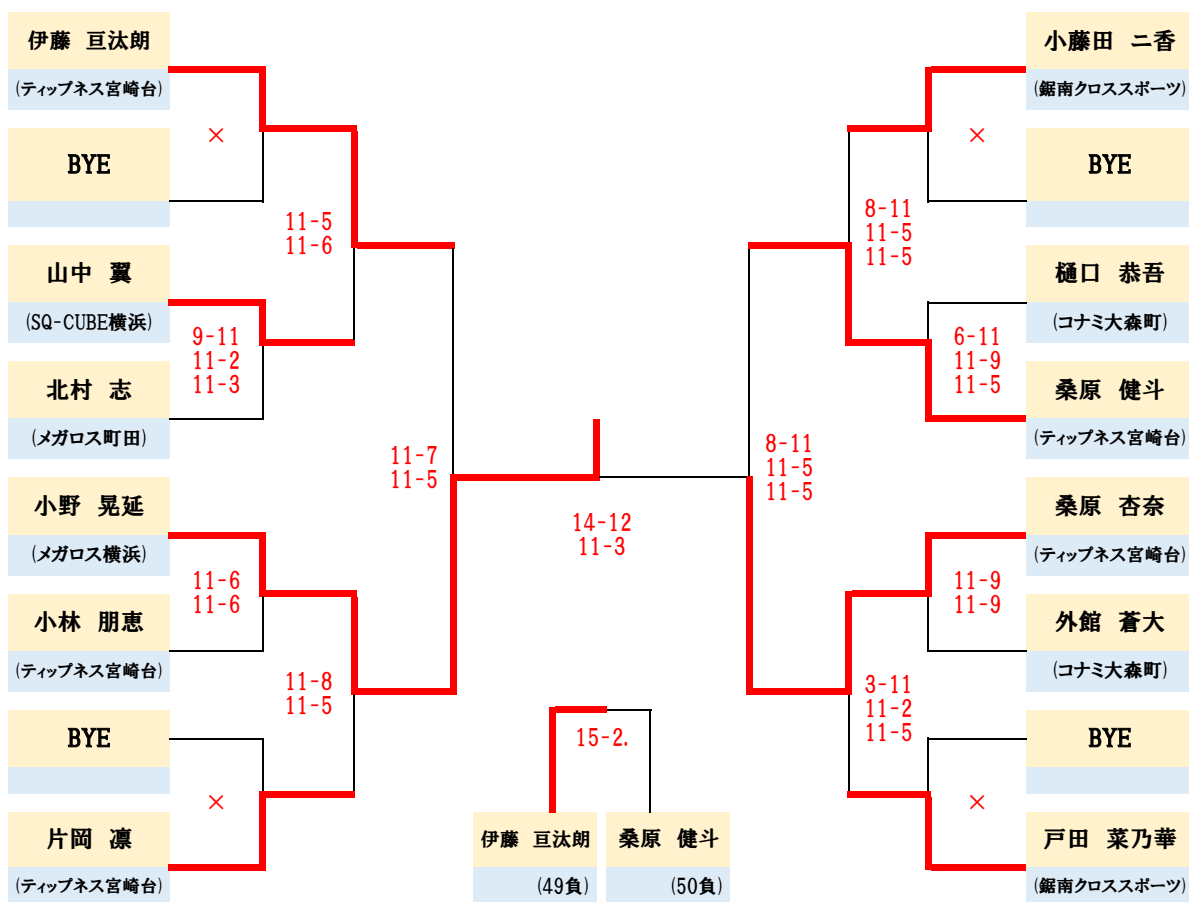 伊藤 亘汰朗
(ティップネス宮崎台)
×
BYE
11-5
11-6
山中 翼
(SQ-CUBE横浜)
9-11
11-2
11-3
北村 志
(メガロス町田)
11-7
11-5
小野 晃延
(メガロス横浜)
11-6
11-6
小林 朋恵
(ティップネス宮崎台)
11-8
11-5
BYE
×
片岡 凛
(ティップネス宮崎台)
14-12
11-3
15-2.
伊藤 亘汰朗
(49負)
桑原 健斗
(50負)
小藤田 二香
(鋸南クロススポーツ)
×
BYE
8-11
11-5
11-5
樋口 恭吾
(コナミ大森町)
6-11
11-9
11-5
桑原 健斗
(ティップネス宮崎台)
8-11
11-5
11-5
桑原 杏奈
(ティップネス宮崎台)
11-9
11-9
外館 蒼大
(コナミ大森町)
3-11
11-2
11-5
BYE
×
戸田 菜乃華
(鋸南クロススポーツ)